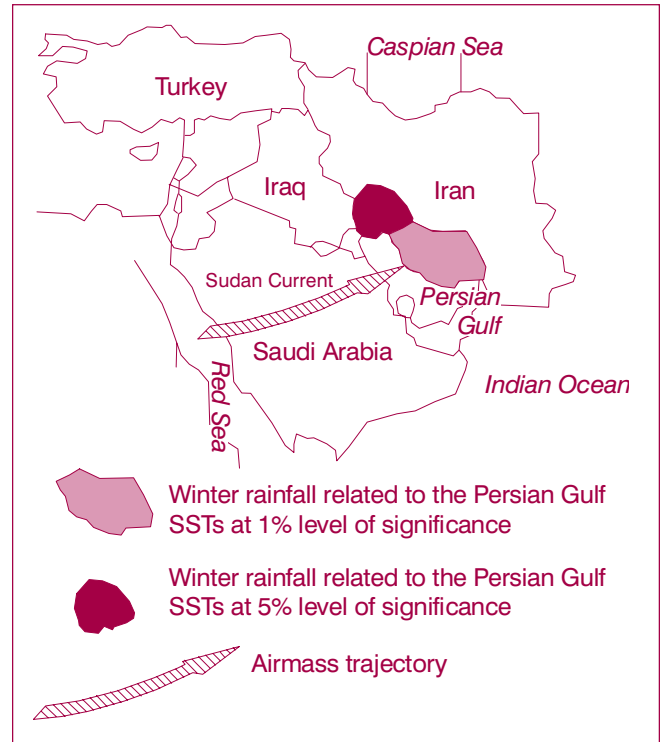 Caspian Sea
Turkey
Iraq
Iran
Sudan Current
Persian
Gulf
Saudi Arabia
Red Sea
Indian Ocean
Winter rainfall related to the Persian Gulf
SSTs at 1% level of significance
Winter rainfall related to the Persian Gulf
SSTs at 5% level of significance
Airmass trajectory